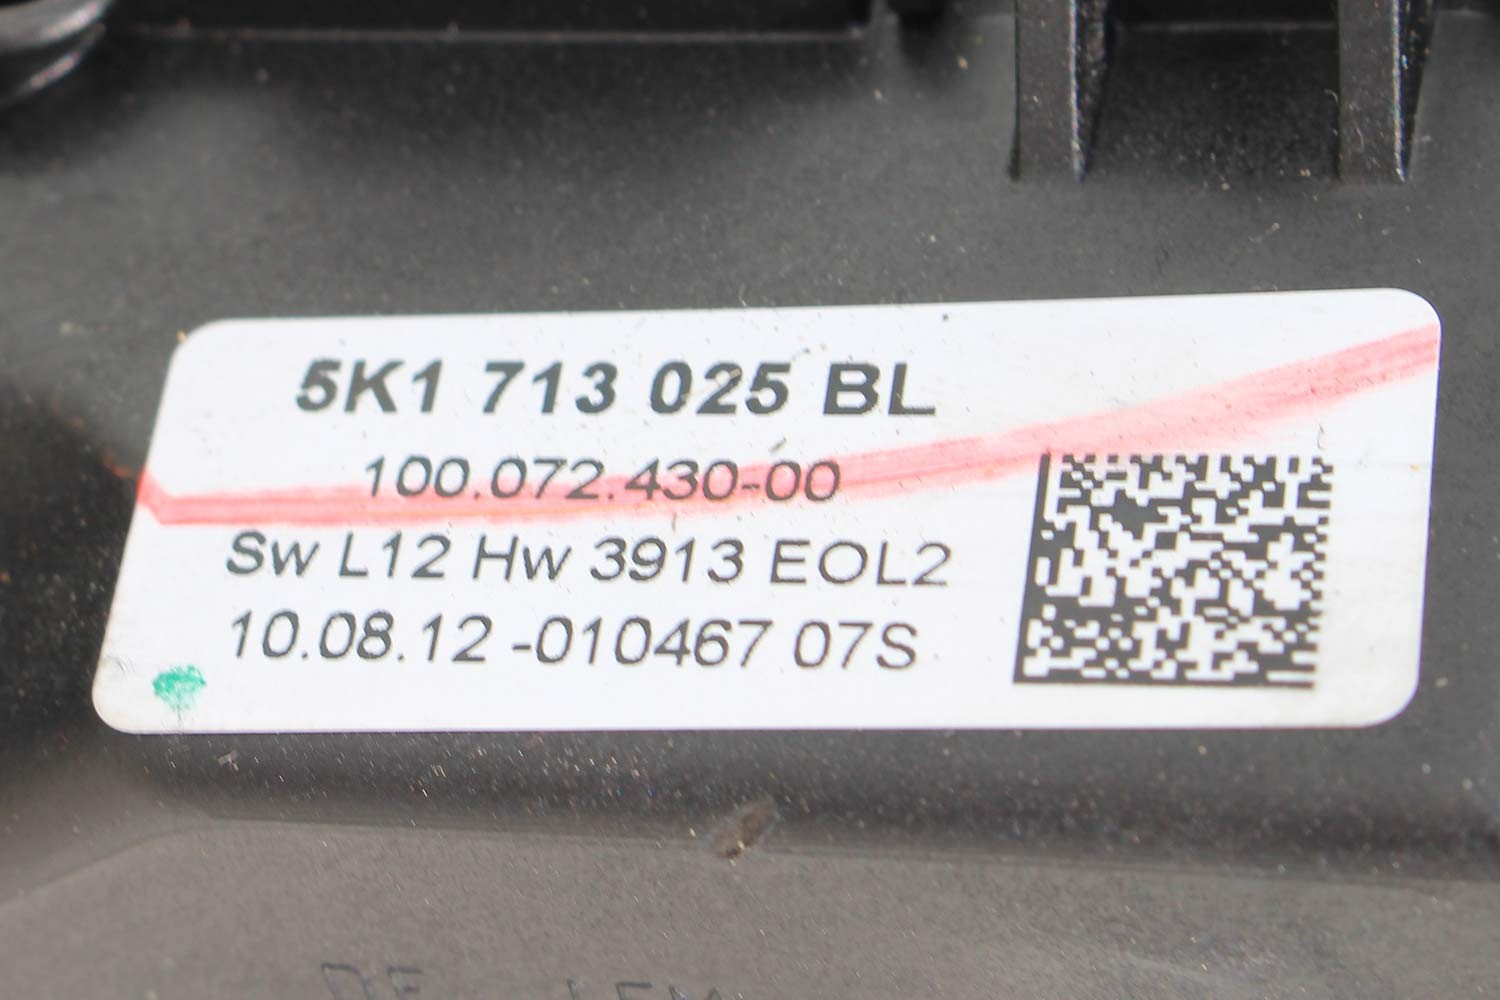 5K1 713 025 BL
100.072.430-00
Sw L12 Hw 3913 EOL2
10.08.12 -010467 07S